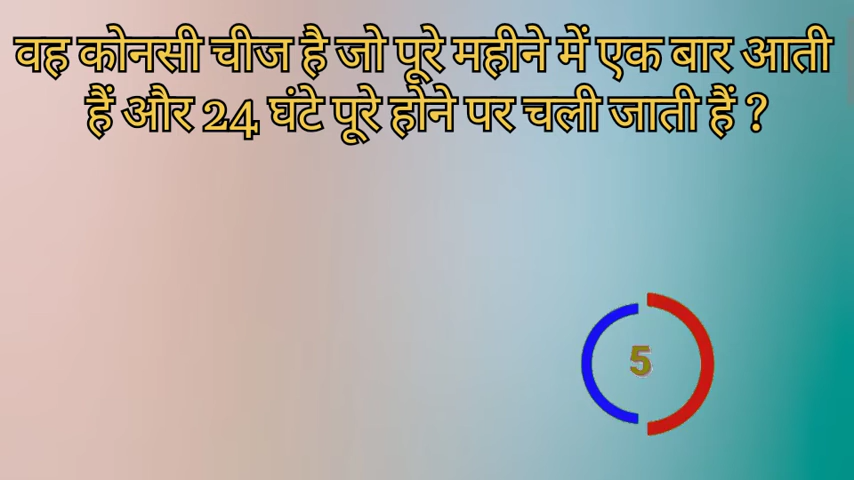 वह कोनसी चीज है जो पूरे महीने में एक बार आती
हैं और 24 घंटे पूरे होने पर चली जाती हैं ?
5